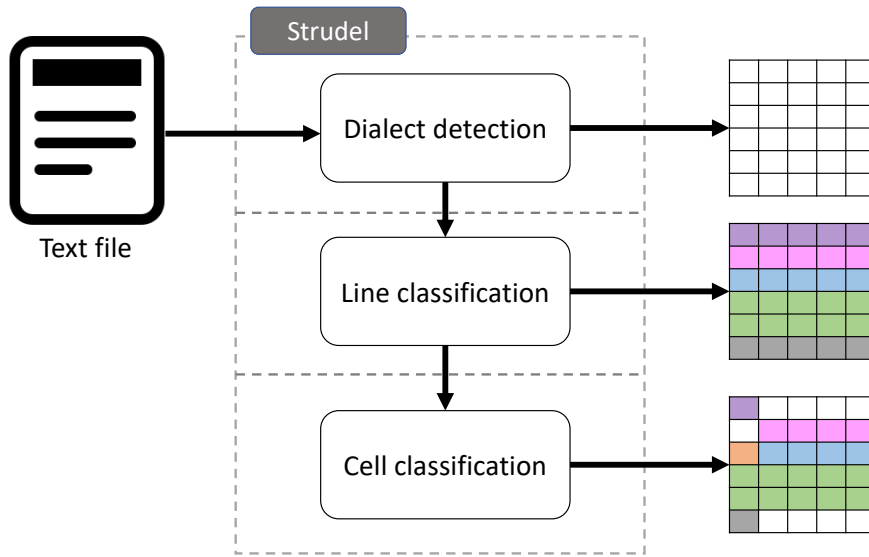 Strudel
Dialect detection
Text file
Line classification
Cell classification